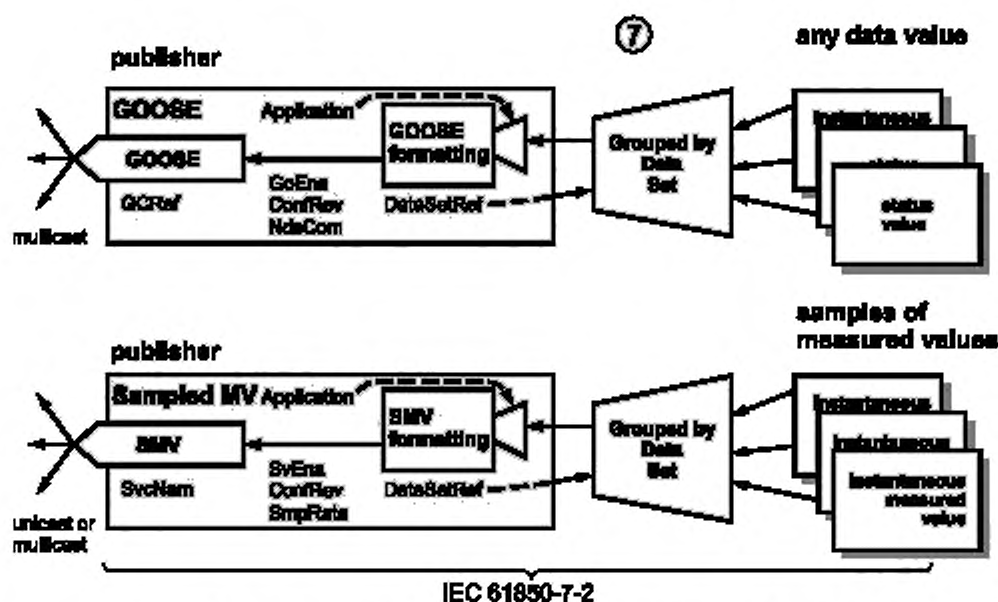 7
any data value
publisher
GOOSE
Application
GOOSE
formatting
GOOSE
Grouped by
Data
Set
Instantaneous
status
status
value
GCRef
GoEna
ConfRev
NdsCom
DataSetRef
multicast
samples of
measured values
publisher
Sampled MV
Application
SMV
formatting
SMV
Grouped by
Data
Set
Instantaneous
Instantaneous
Instantaneous
measured
value
SvcNam
SvEna
ConfRev
SmpRate
DataSetRef
unicast or
multicast
IEC 61850-7-2